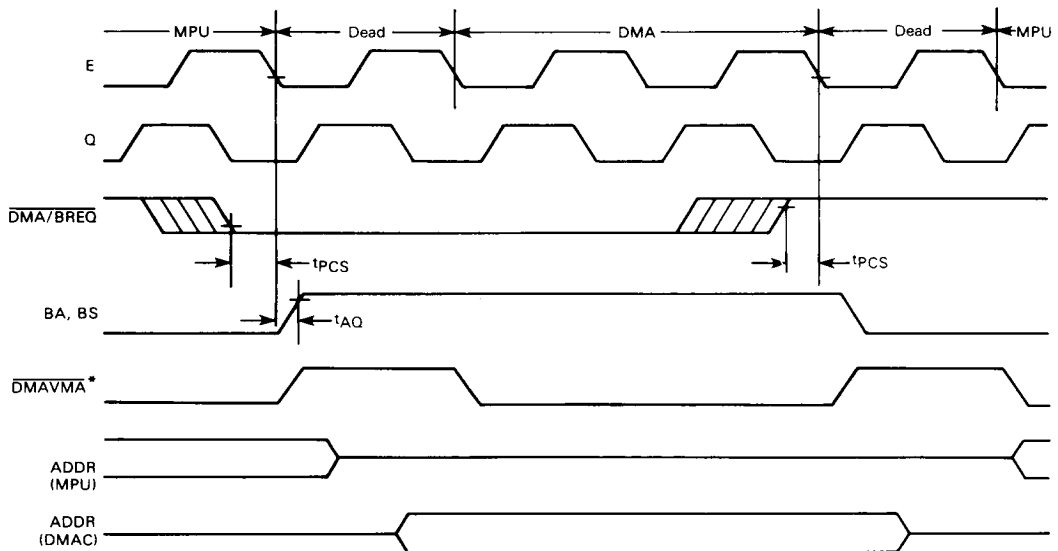 MPU Dead DMA Dead MPU
E
Q
DMA/BREQ
tPCS tPCS
BA, BS
tAQ
DMAVMA*
ADDR
(MPU)
ADDR
(DMAC)